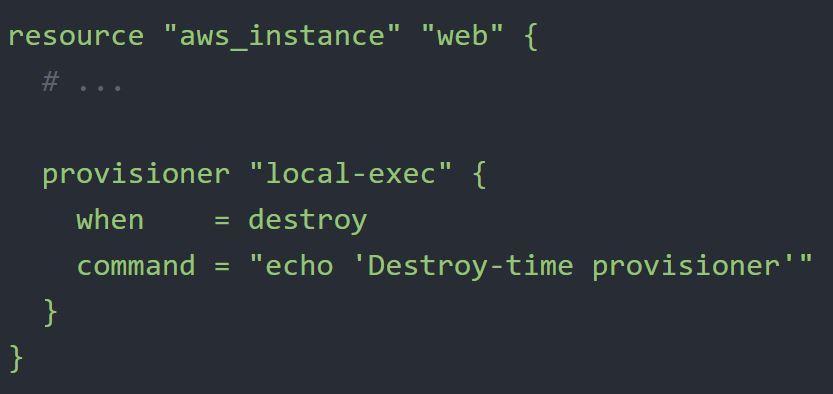 resource "aws_instance" "web" {
  # ...

  provisioner "local-exec" {
    when    = destroy
    command = "echo 'Destroy-time provisioner'"
  }
}